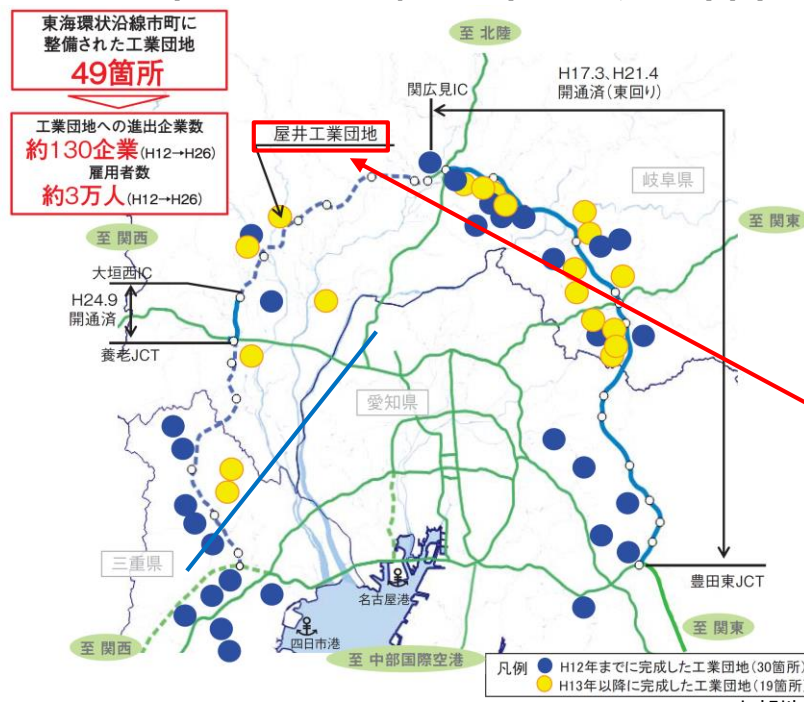 東海環状沿線市町に
整備された工業団地
49箇所
工業団地への進出企業数
約130企業(H12→H26)
雇用者数
約3万人(H12→H26)
至 北陸
関広見IC
H17.3、H21.4
開通済(東回り)
屋井工業団地
岐阜県
至 関西
至 関東
大垣西IC
H24.9
開通済
養老JCT
愛知県
三重県
名古屋港
豊田東JCT
四日市港
至 関西
至 関東
至 中部国際空港
凡例 H12年までに完成した工業団地(30箇所)
H13年以降に完成した工業団地(19箇所)